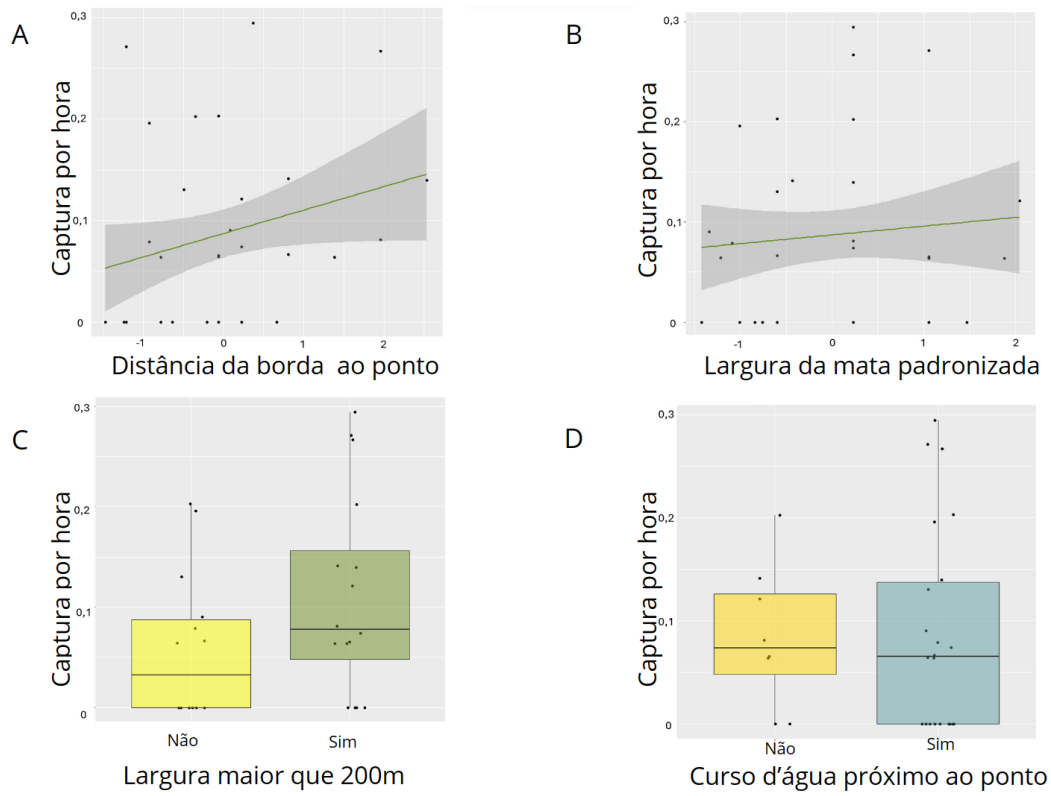 A
Captura por hora
0,3
0,2
0,1
0
-1 0 1 2
Distância da borda ao ponto
B
Captura por hora
0,3
0,2
0,1
0
-1 0 1 2
Largura da mata padronizada
C
Captura por hora
0,3
0,2
0,1
0
Não Sim
Largura maior que 200m
D
Captura por hora
0,3
0,2
0,1
0
Não Sim
Curso d'água próximo ao ponto